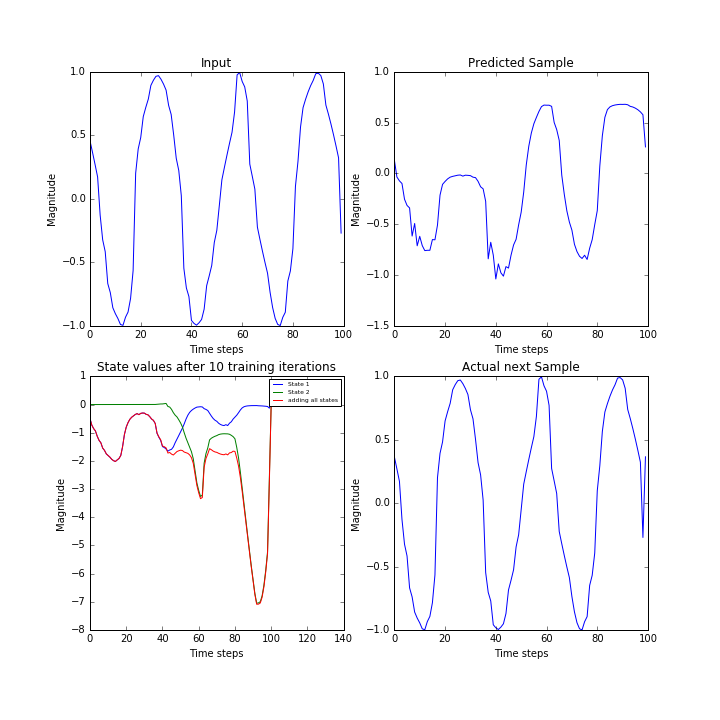 Input
1.0
0.5
0.0
−0.5
−1.0
Magnitude
0 20 40 60 80 100
Time steps
Predicted Sample
1.0
0.5
0.0
−0.5
−1.0
−1.5
Magnitude
0 20 40 60 80 100
Time steps
State values after 10 training iterations
1
0
−1
−2
−3
−4
−5
−6
−7
−8
Magnitude
State 1
State 2
adding all states
0 20 40 60 80 100 120 140
Time steps
Actual next Sample
1.0
0.5
0.0
−0.5
−1.0
Magnitude
0 20 40 60 80 100
Time steps